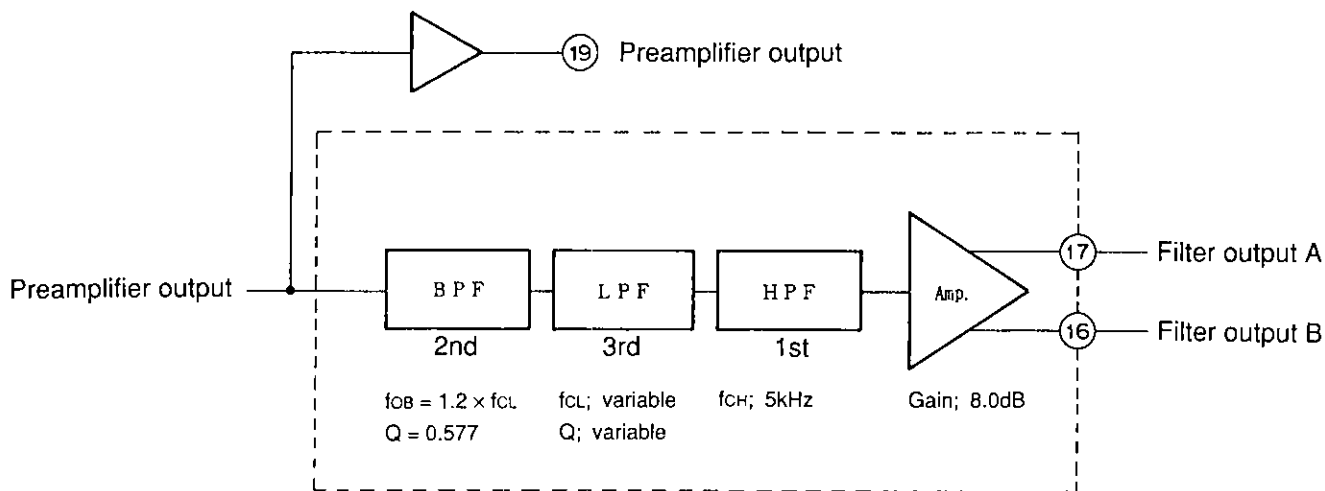 19 Preamplifier output
17 Filter output A
Preamplifier output BPF LPF HPF Amp.
16 Filter output B
2nd 3rd 1st
fOB = 1.2 × fCL fCL; variable fCH; 5kHz Gain; 8.0dB
Q = 0.577 Q; variable